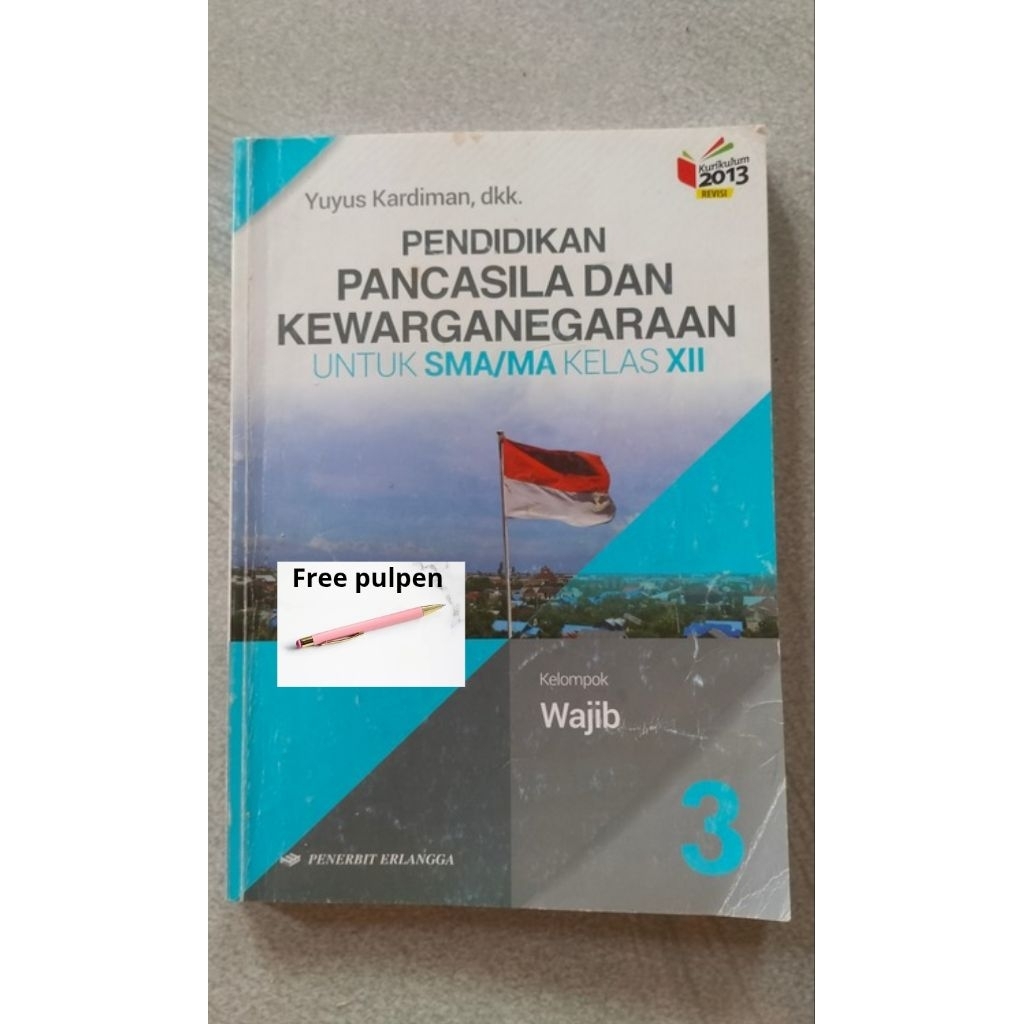 Kurikulum
2013
REVISI
Yuyus Kardiman, dkk.
PENDIDIKAN
PANCASILA DAN
KEWARGANEGARAAN
UNTUK SMA/MA KELAS XII
Free pulpen
Kelompok
Wajib
3
PENERBIT ERLANGGA